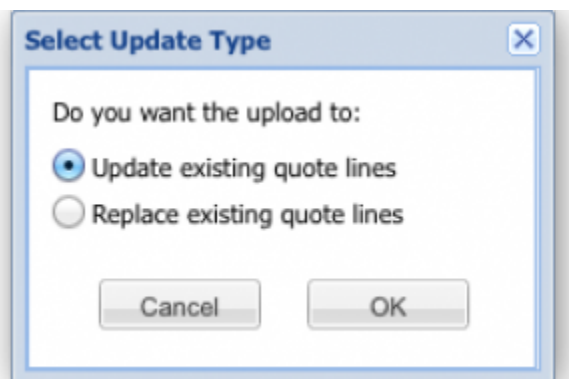 Select Update Type
Do you want the upload to:
Update existing quote lines
Replace existing quote lines
Cancel OK